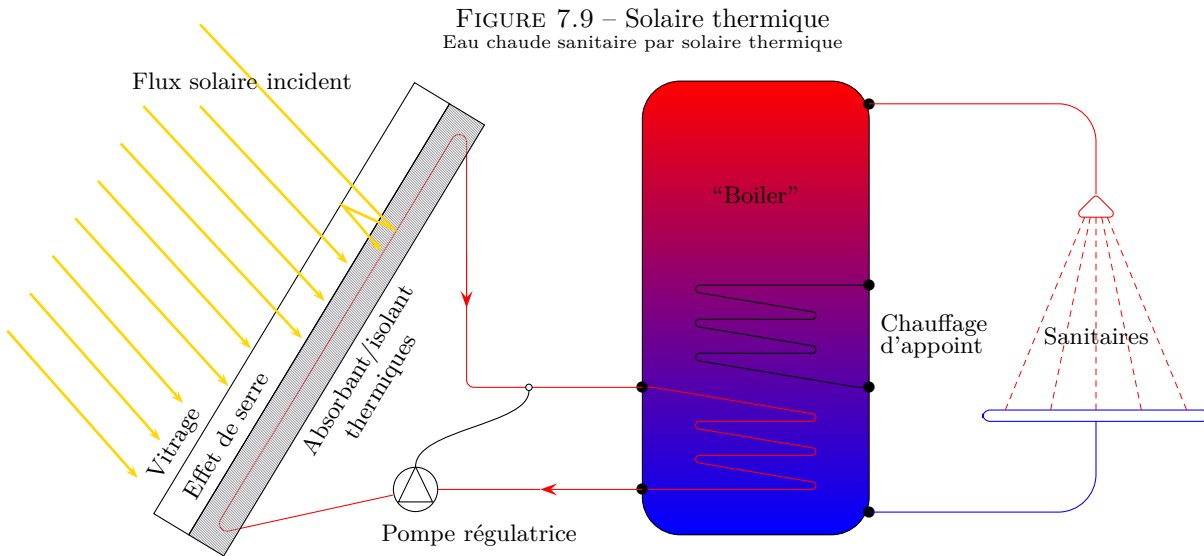 FIGURE 7.9 – Solaire thermique
Eau chaude sanitaire par solaire thermique
Flux solaire incident
“Boiler”
Vitrage
Effet de serre
Absorbant/isolant
thermiques
Chauffage
d'appoint
Sanitaires
Pompe régulatrice